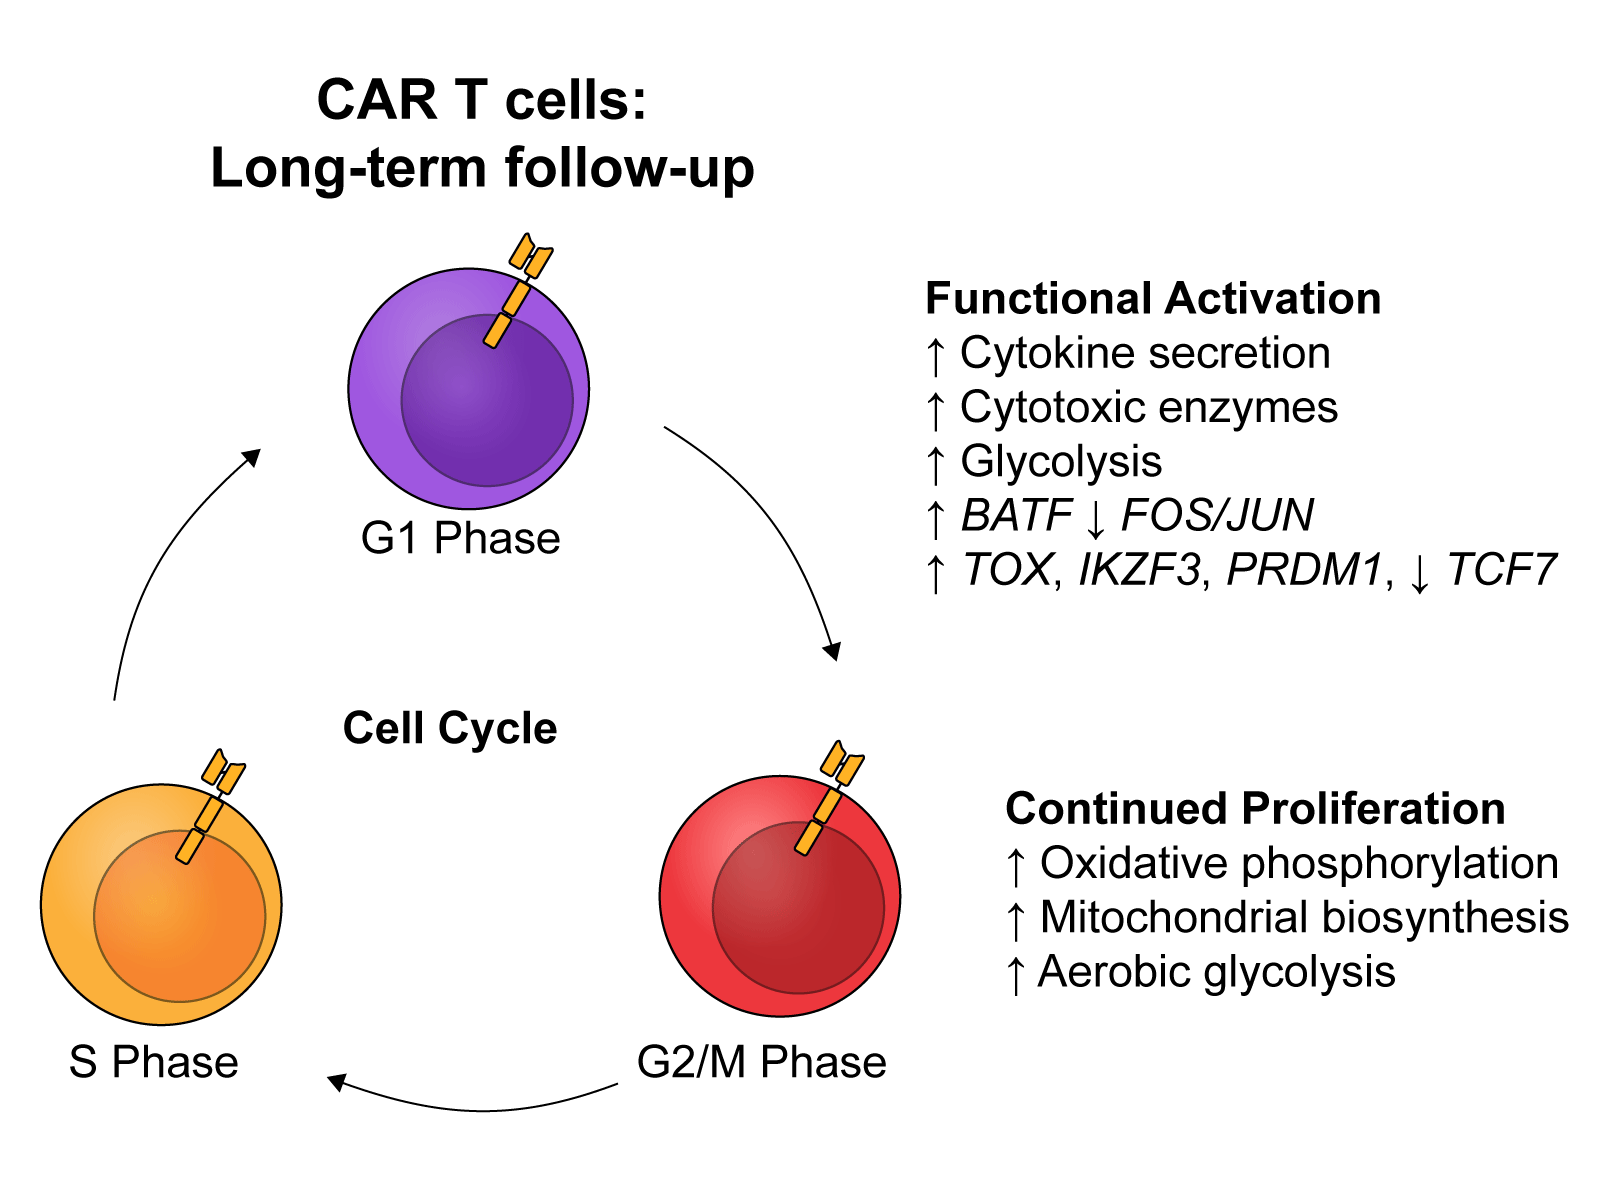 CAR T cells:
Long-term follow-up
Functional Activation
↑ Cytokine secretion
↑ Cytotoxic enzymes
↑ Glycolysis
↑ BATF ↓ FOS/JUN
↑ TOX, IKZF3, PRDM1, ↓ TCF7
G1 Phase
Cell Cycle
Continued Proliferation
↑ Oxidative phosphorylation
↑ Mitochondrial biosynthesis
↑ Aerobic glycolysis
S Phase
G2/M Phase